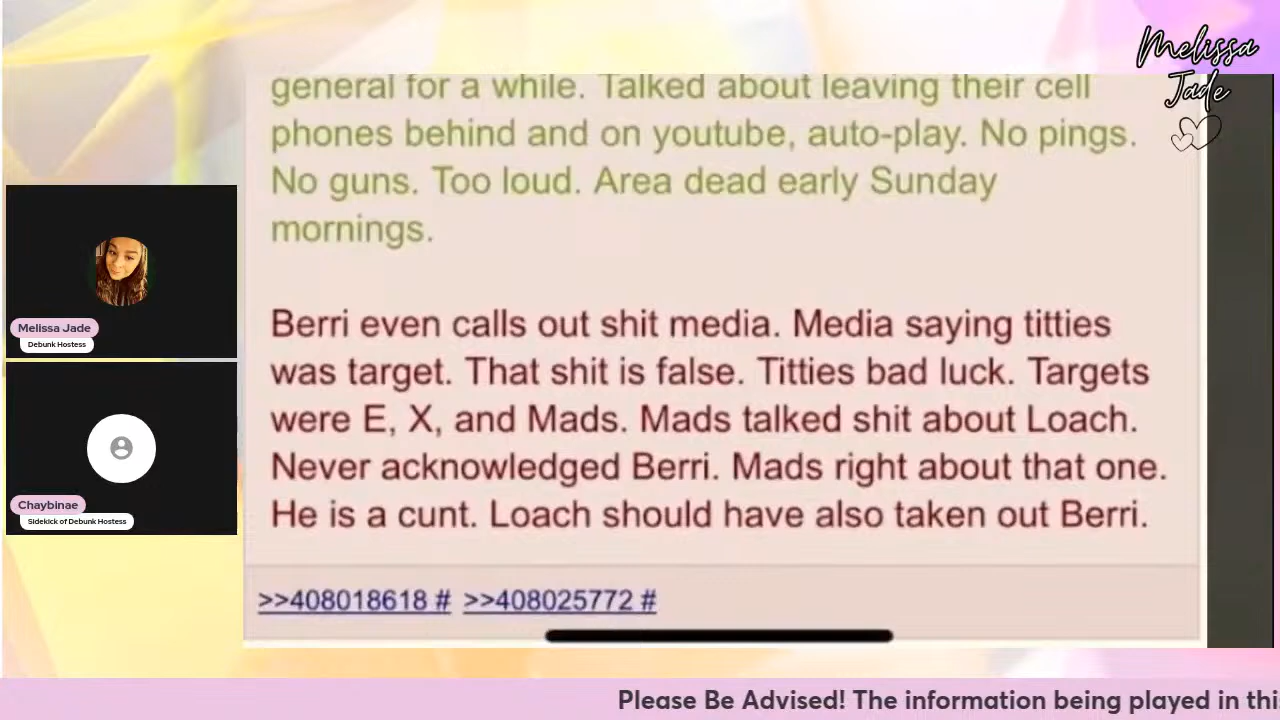 Melissa
Jade
general for a while. Talked about leaving their cell
phones behind and on youtube, auto-play. No pings.
No guns. Too loud. Area dead early Sunday
mornings.
Berri even calls out shit media. Media saying titties
was target. That shit is false. Titties bad luck. Targets
were E, X, and Mads. Mads talked shit about Loach.
Never acknowledged Berri. Mads right about that one.
He is a cunt. Loach should have also taken out Berri.
>>408018618 # >>408025772 #
Melissa Jade
Debunk Hostess
Chaybinae
Sidekick of Debunk Hostess
Please Be Advised! The information being played in thi